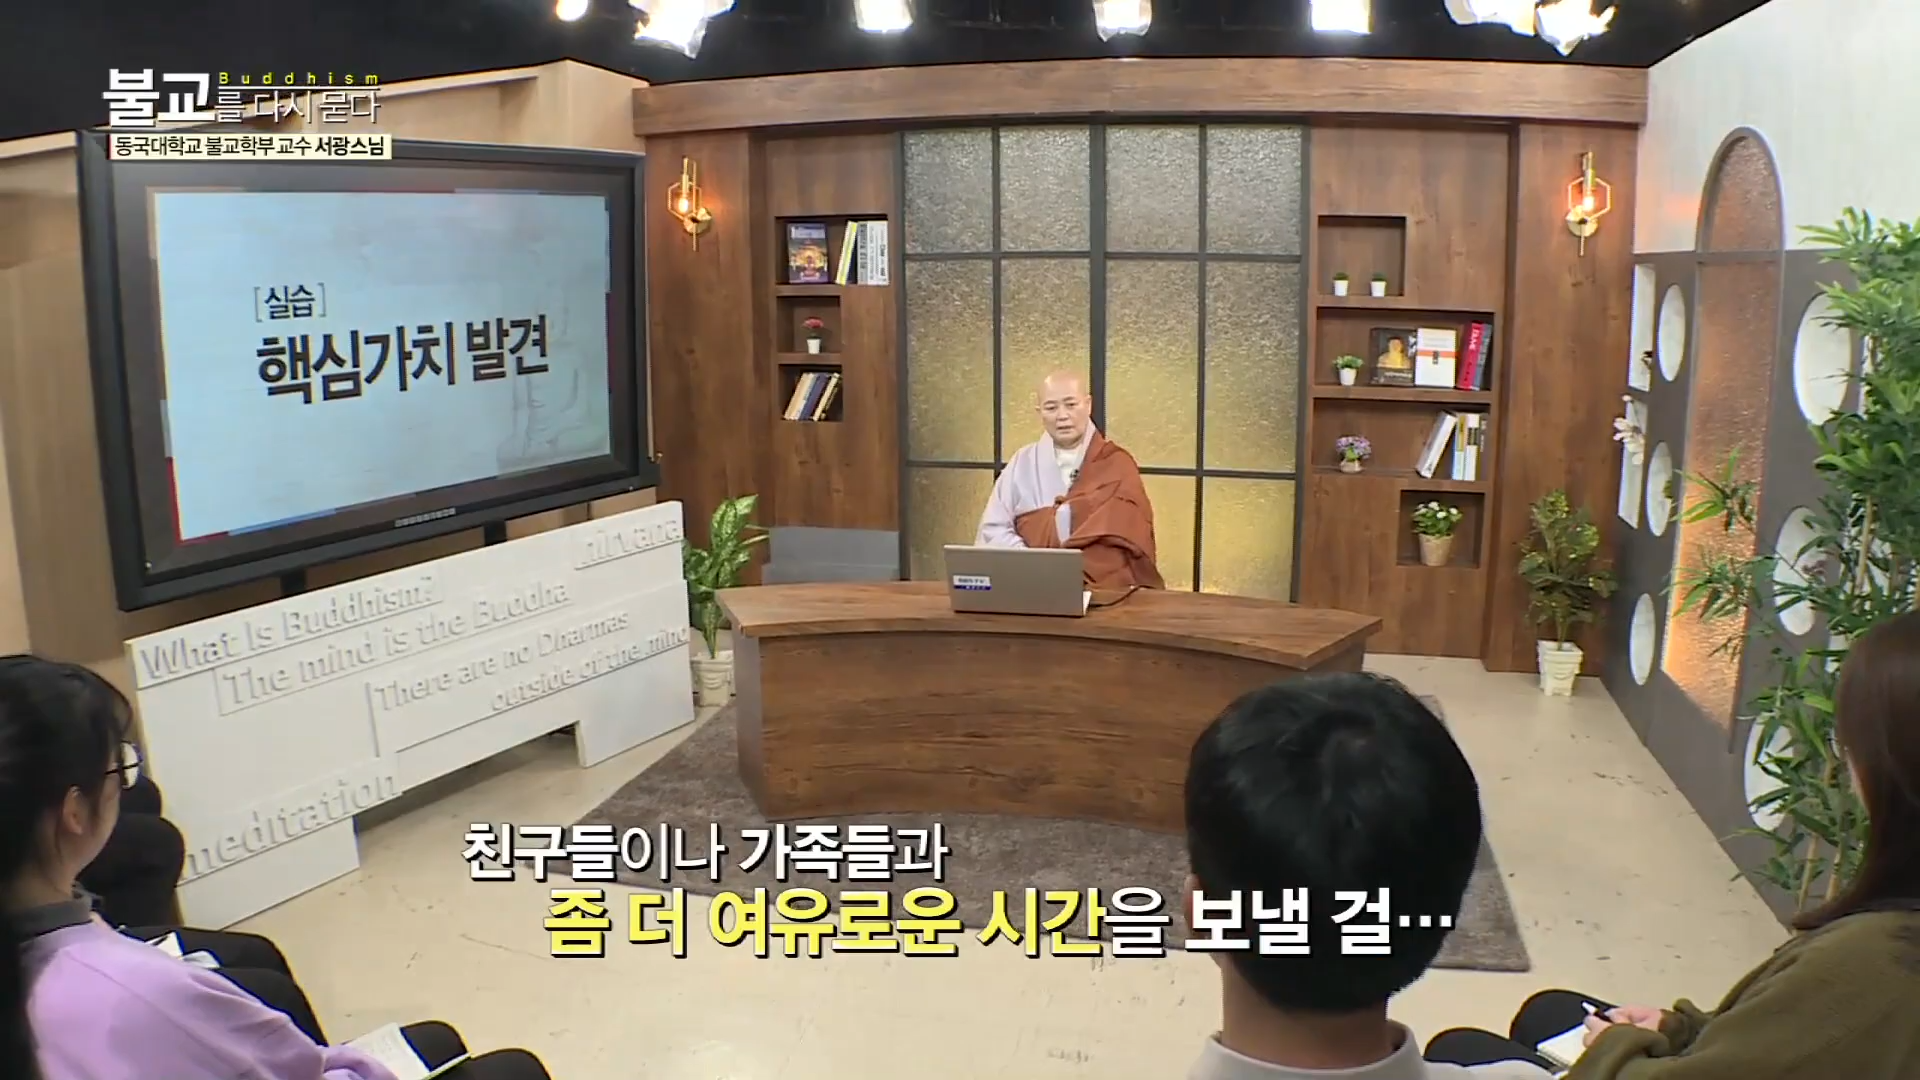 Buddhism
불교를 다시 묻다
동국대학교 불교학부 교수 서광스님
[실습]
핵심가치 발견
nirvana
What Is Buddhism?
The mind is the Buddha
There are no Dharmas
outside of the mind
meditation
친구들이나 가족들과
좀 더 여유로운 시간을 보낼 걸…